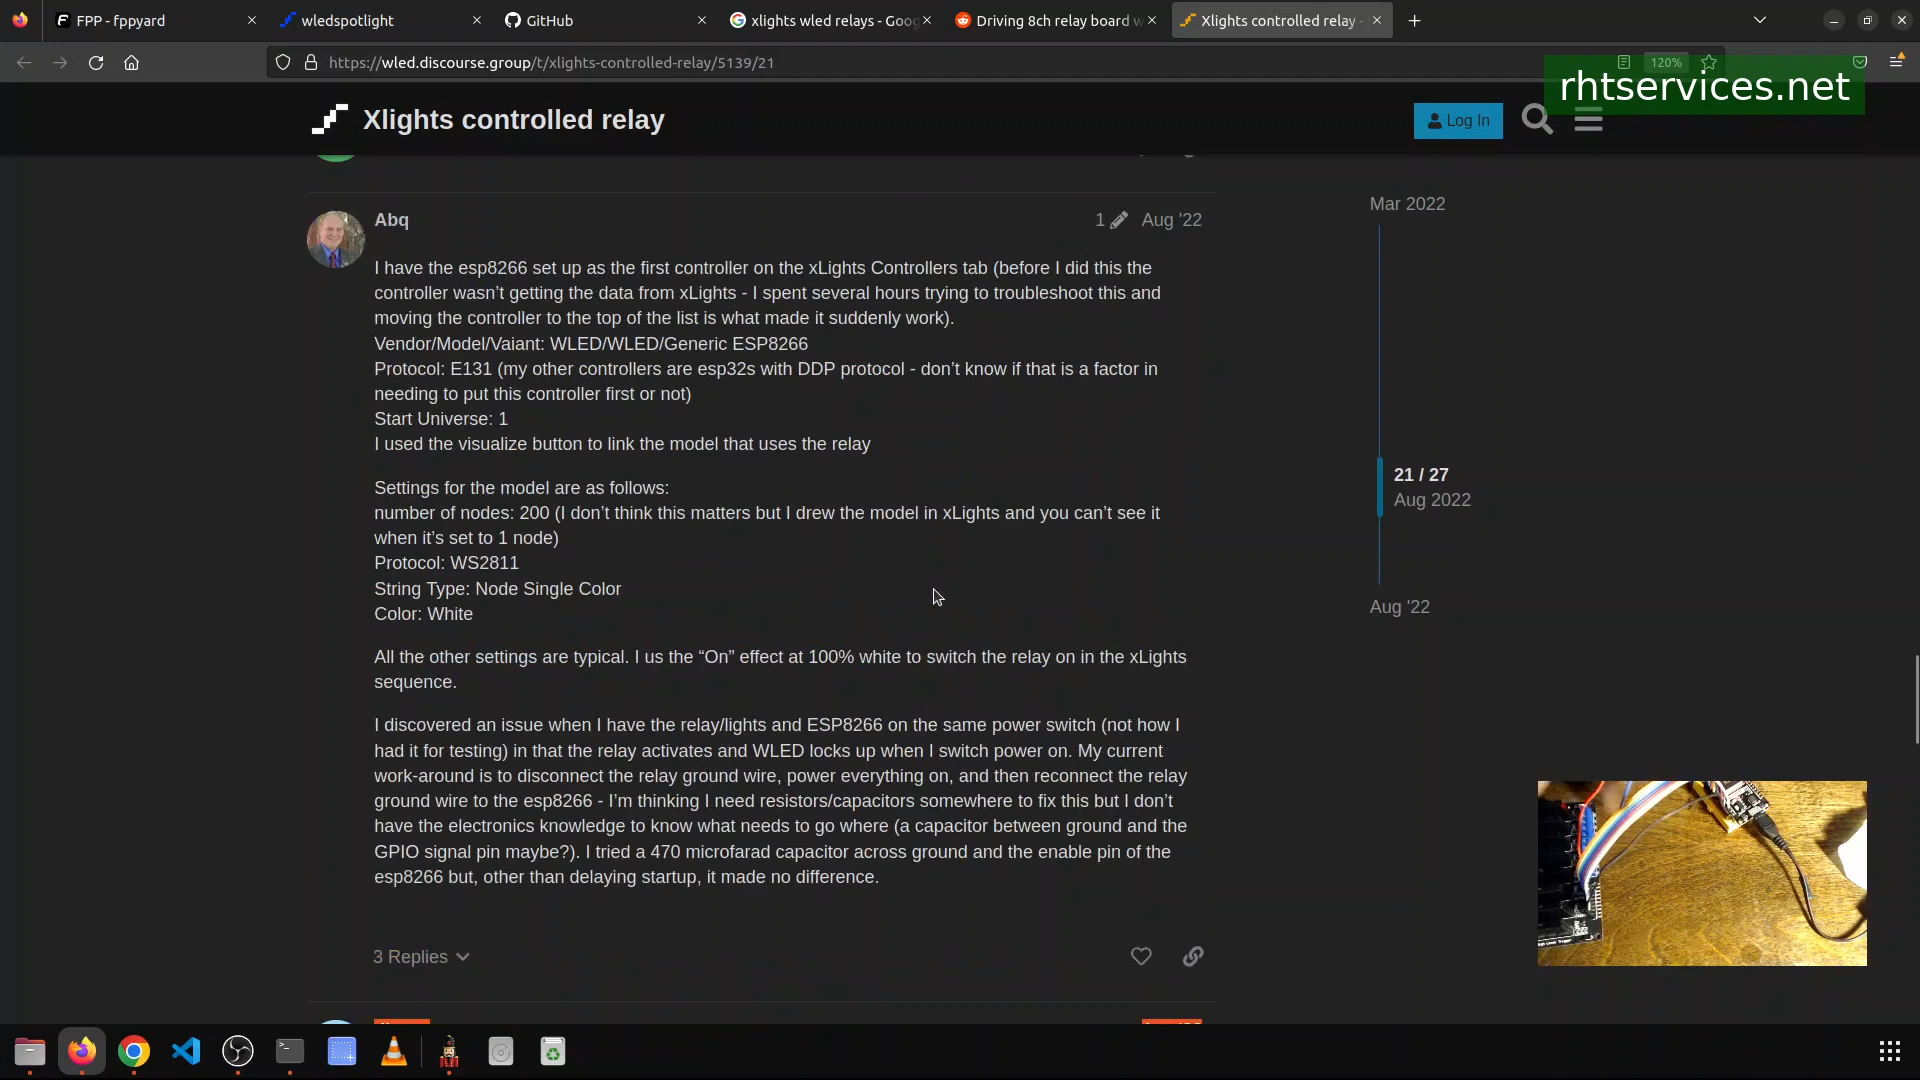 FPP - fppyard
wledspotlight
GitHub
xlights wled relays - Goog
Driving 8ch relay board w
Xlights controlled relay -
https://wled.discourse.group/t/xlights-controlled-relay/5139/21
120%
rhtservices.net
Xlights controlled relay
Log In
Abq
1
Aug '22
I have the esp8266 set up as the first controller on the xLights Controllers tab (before I did this the
controller wasn’t getting the data from xLights - I spent several hours trying to troubleshoot this and
moving the controller to the top of the list is what made it suddenly work).
Vendor/Model/Vaiant: WLED/WLED/Generic ESP8266
Protocol: E131 (my other controllers are esp32s with DDP protocol - don’t know if that is a factor in
needing to put this controller first or not)
Start Universe: 1
I used the visualize button to link the model that uses the relay
Settings for the model are as follows:
number of nodes: 200 (I don’t think this matters but I drew the model in xLights and you can’t see it
when it’s set to 1 node)
Protocol: WS2811
String Type: Node Single Color
Color: White
All the other settings are typical. I us the “On” effect at 100% white to switch the relay on in the xLights
sequence.
I discovered an issue when I have the relay/lights and ESP8266 on the same power switch (not how I
had it for testing) in that the relay activates and WLED locks up when I switch power on. My current
work-around is to disconnect the relay ground wire, power everything on, and then reconnect the relay
ground wire to the esp8266 - I’m thinking I need resistors/capacitors somewhere to fix this but I don’t
have the electronics knowledge to know what needs to go where (a capacitor between ground and the
GPIO signal pin maybe?). I tried a 470 microfarad capacitor across ground and the enable pin of the
esp8266 but, other than delaying startup, it made no difference.
3 Replies
Mar 2022
21 / 27
Aug 2022
Aug '22